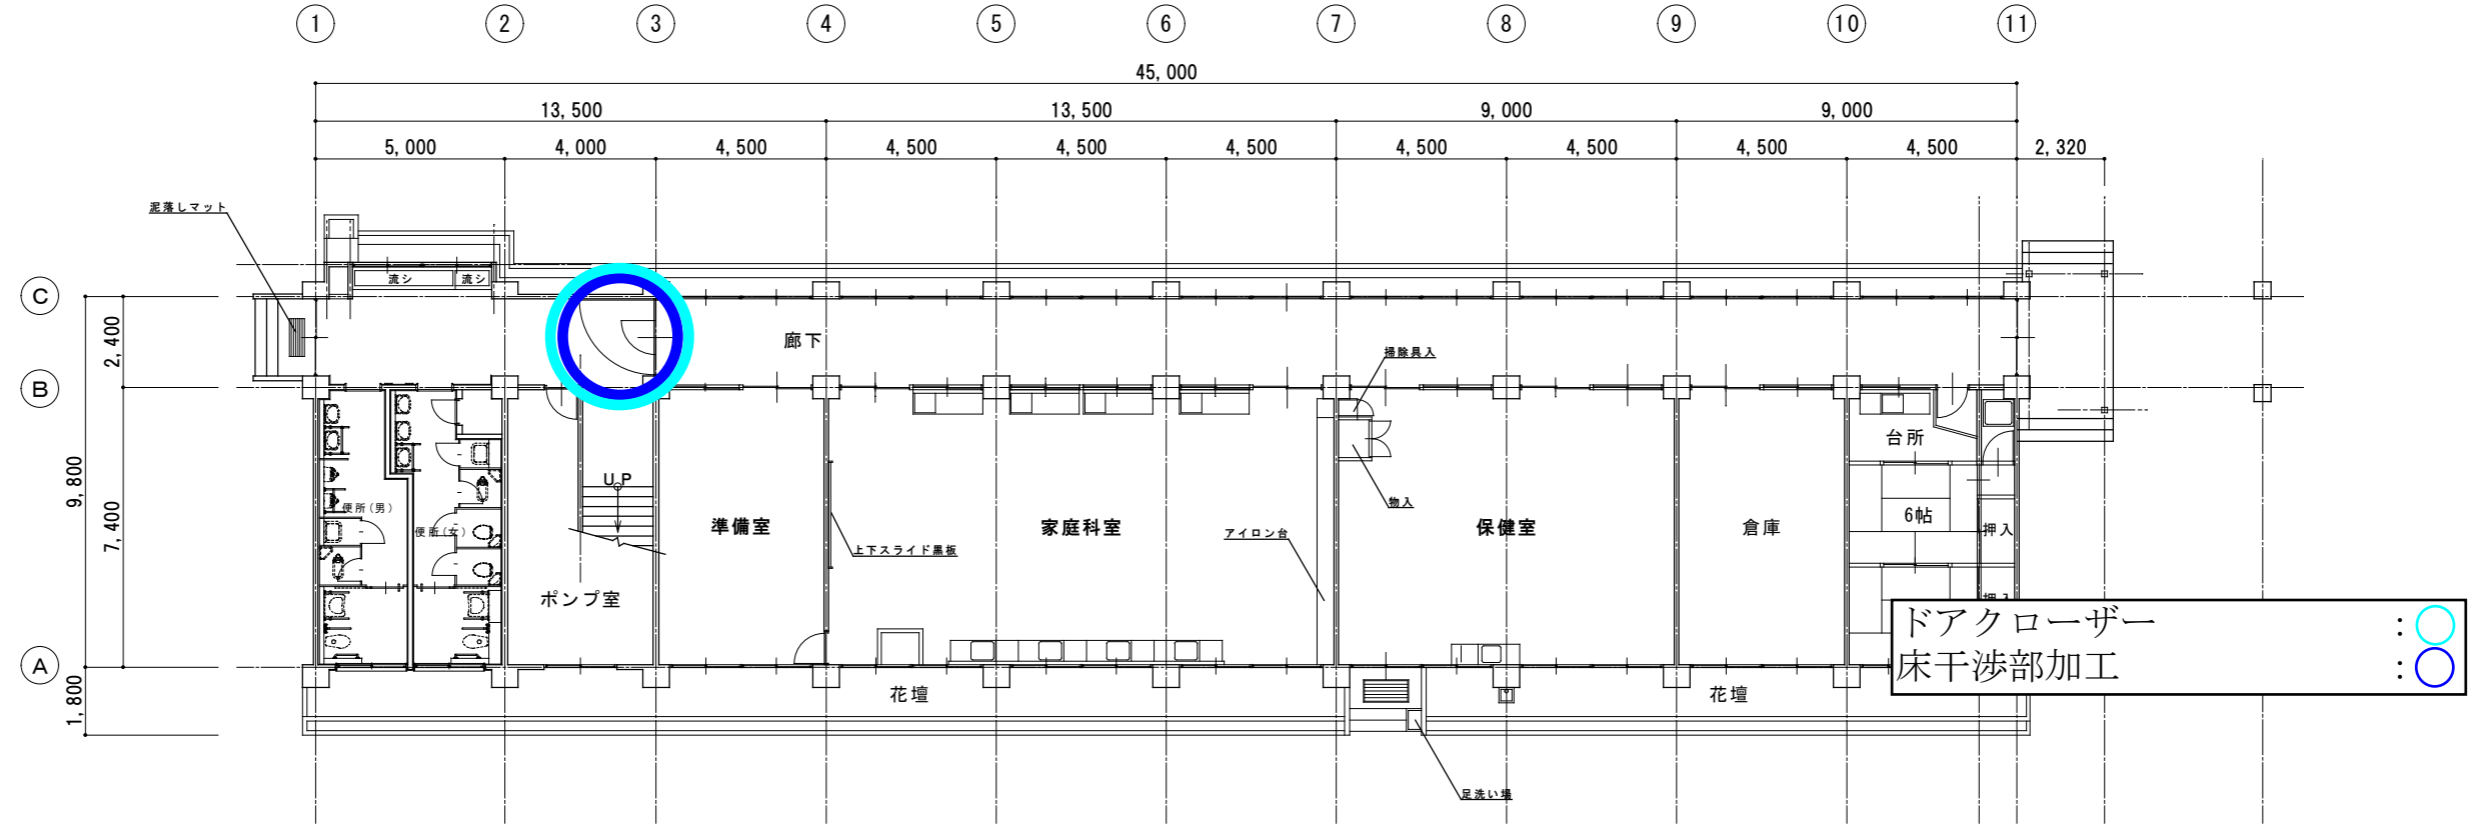 1 2 3 4 5 6 7 8 9 10 11
45,000
13,500 13,500 9,000 9,000
5,000 4,000 4,500 4,500 4,500 4,500 4,500 4,500 4,500 4,500 2,320
泥落しマット
流シ 流シ
C
2,400
廊下
掃除具入
B
台所
9,800
7,400
UP
物入
便所(男)
便所(女)
準備室
上下スライド黒板
家庭科室
アイロン台
保健室
倉庫
6帖
押入
ポンプ室
押入
ドアクローザー :
床干渉部加工 :
A
1,800
花壇
花壇
足洗い場